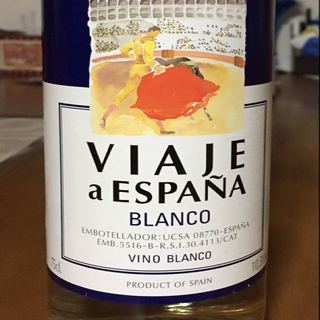 VIAJE
a ESPAÑA
BLANCO
EMBOTELLADOR: UCSA 08770-ESPAÑA
EMB. 5516-B-R.S.I. 30.4113/CAT
VINO BLANCO
PRODUCT OF SPAIN